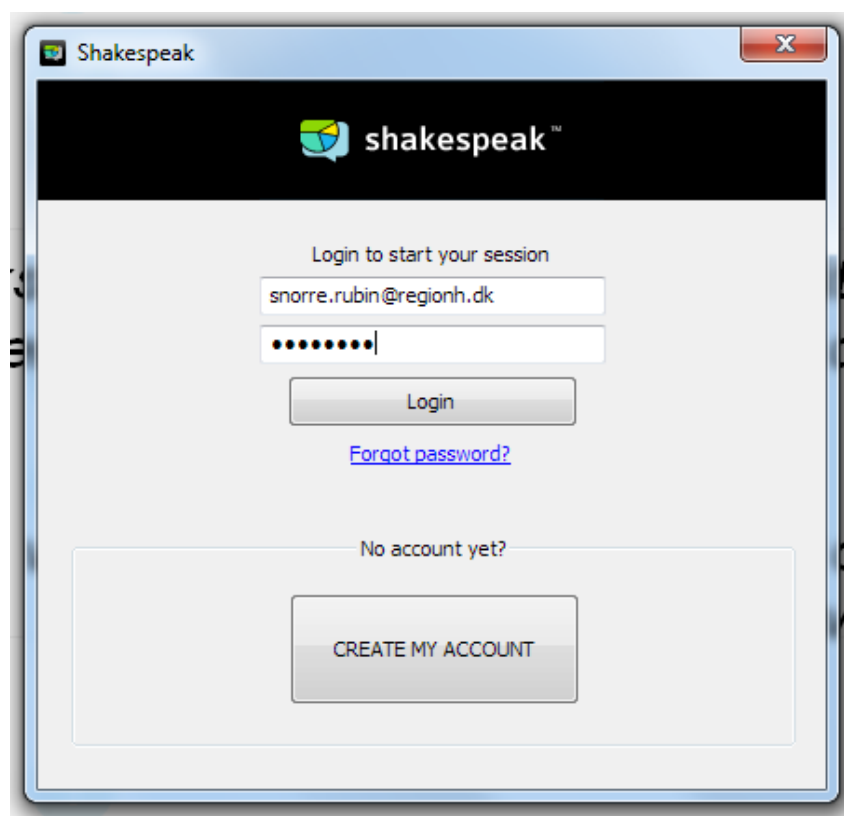 Shakespeak
shakespeak™
Login to start your session
snorre.rubin@regionh.dk
••••••••
Login
Forgot password?
No account yet?
CREATE MY ACCOUNT